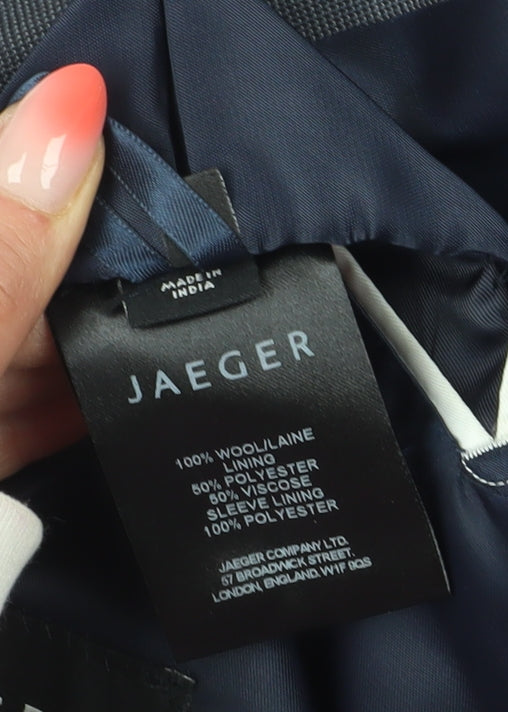 MADE IN
INDIA
JAEGER
100% WOOL/LAINE
LINING
50% POLYESTER
50% VISCOSE
SLEEVE LINING
100% POLYESTER
JAEGER COMPANY LTD.
57 BROADWICK STREET.
LONDON, ENGLAND. W1F 9QS